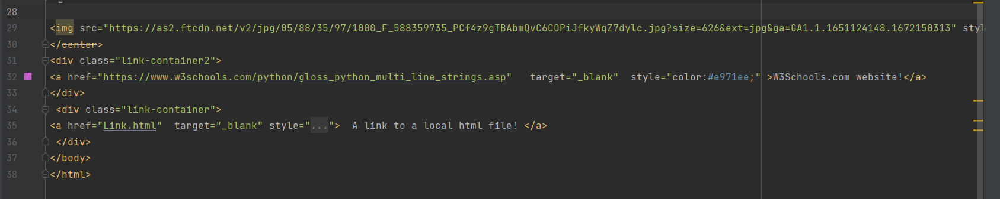 28
29 <img src="https://as2.ftcdn.net/v2/jpg/05/88/35/97/1000_F_588359735_PCf4z9gTBAbmQvC6COPiJfkyWqZ7dylc.jpg?size=626&ext=jpg&ga=GA1.1.1651124148.1672150313" styl
30 </center>
31 <div class="link-container2">
32 <a href="https://www.w3schools.com/python/gloss_python_multi_line_strings.asp"   target="_blank"  style="color:#e971ee;" >W3Schools.com website!</a>
33 </div>
34  <div class="link-container">
35 <a href="Link.html"  target="_blank" style="...">  A link to a local html file! </a>
36  </div>
37 </body>
38 </html>